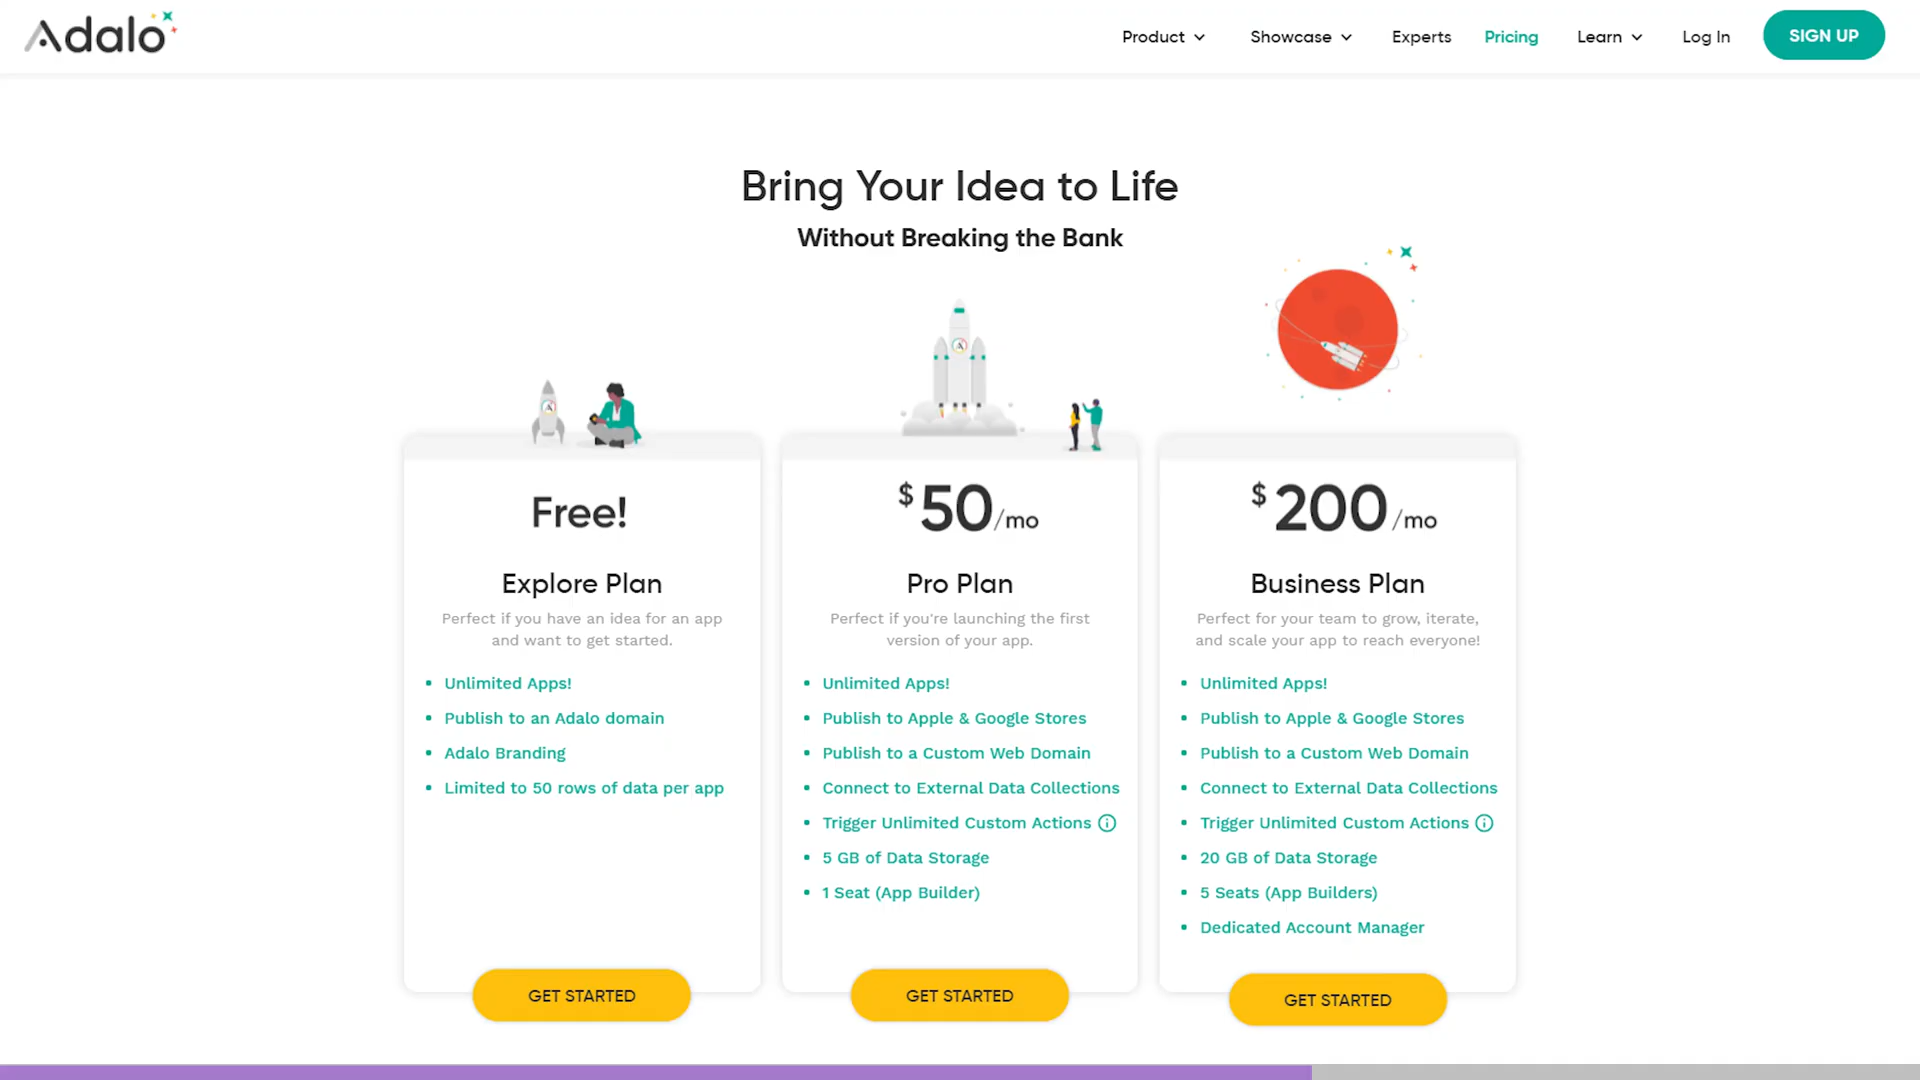 Adalo
Product
Showcase
Experts
Pricing
Learn
Log In
SIGN UP
Bring Your Idea to Life
Without Breaking the Bank
Free!
Explore Plan
Perfect if you have an idea for an app
and want to get started.
Unlimited Apps!
Publish to an Adalo domain
Adalo Branding
Limited to 50 rows of data per app
GET STARTED
$50/mo
Pro Plan
Perfect if you're launching the first
version of your app.
Unlimited Apps!
Publish to Apple & Google Stores
Publish to a Custom Web Domain
Connect to External Data Collections
Trigger Unlimited Custom Actions
5 GB of Data Storage
1 Seat (App Builder)
GET STARTED
$200/mo
Business Plan
Perfect for your team to grow, iterate,
and scale your app to reach everyone!
Unlimited Apps!
Publish to Apple & Google Stores
Publish to a Custom Web Domain
Connect to External Data Collections
Trigger Unlimited Custom Actions
20 GB of Data Storage
5 Seats (App Builders)
Dedicated Account Manager
GET STARTED